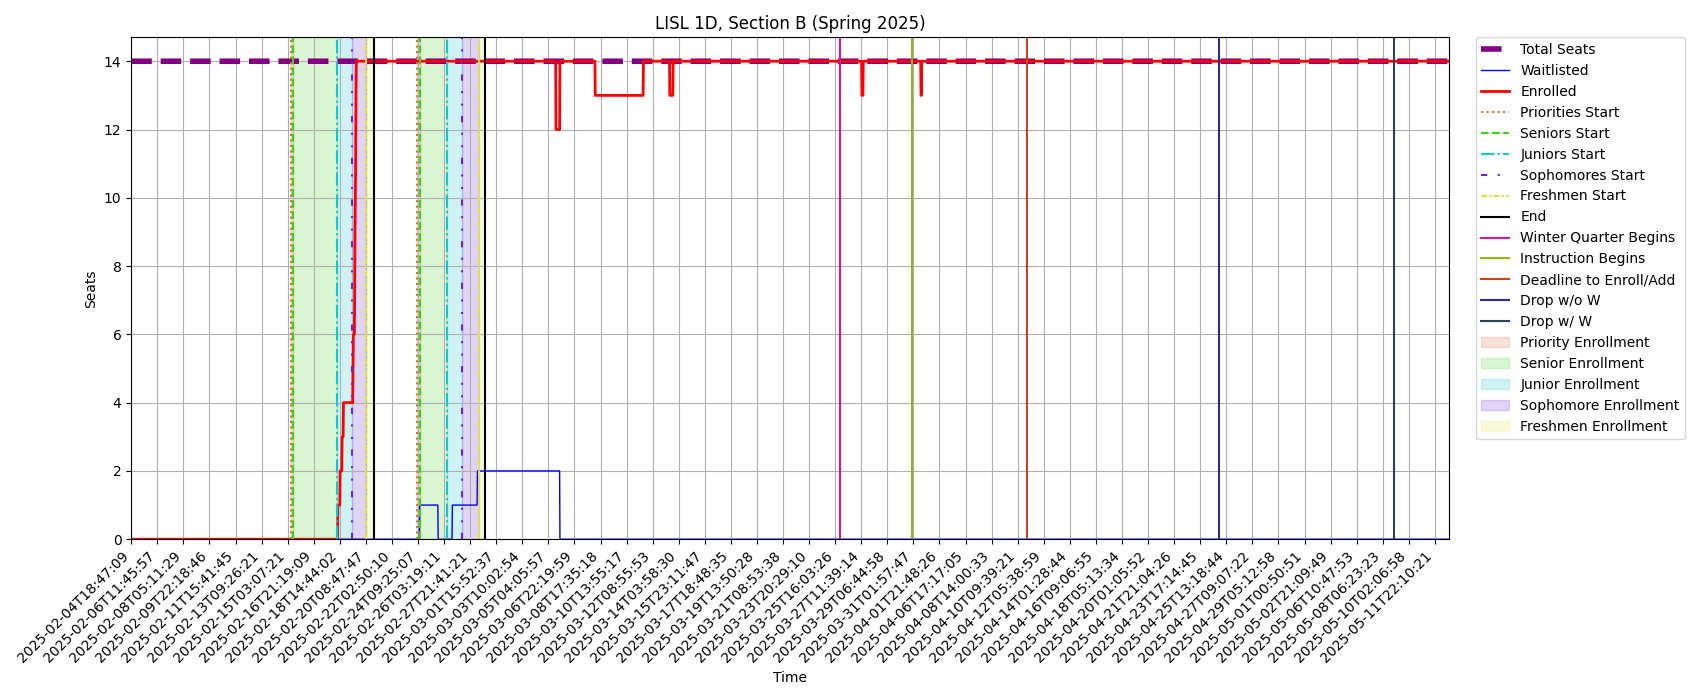 LISL 1D, Section B (Spring 2025)
Total Seats
Waitlisted
Enrolled
Priorities Start
Seniors Start
Juniors Start
Sophomores Start
Freshmen Start
End
Winter Quarter Begins
Instruction Begins
Deadline to Enroll/Add
Drop w/o W
Drop w/ W
Priority Enrollment
Senior Enrollment
Junior Enrollment
Sophomore Enrollment
Freshmen Enrollment
Seats
14
12
10
8
6
4
2
0
2025-02-04T18:47:09
2025-02-06T11:45:57
2025-02-08T05:11:29
2025-02-09T22:18:46
2025-02-11T15:41:45
2025-02-13T09:26:21
2025-02-15T03:07:21
2025-02-16T21:19:09
2025-02-18T14:44:02
2025-02-20T08:47:47
2025-02-22T02:50:10
2025-02-24T09:25:07
2025-02-26T03:19:11
2025-02-27T21:41:21
2025-03-01T15:52:37
2025-03-03T10:02:54
2025-03-05T04:05:57
2025-03-06T22:19:59
2025-03-08T17:35:18
2025-03-10T13:55:17
2025-03-12T08:55:53
2025-03-14T03:58:30
2025-03-15T23:11:47
2025-03-17T18:48:35
2025-03-19T13:50:28
2025-03-21T08:53:38
2025-03-23T20:29:10
2025-03-25T16:03:26
2025-03-27T11:39:14
2025-03-29T06:44:58
2025-03-31T01:57:47
2025-04-01T21:48:26
2025-04-06T17:17:05
2025-04-08T14:00:33
2025-04-10T09:39:21
2025-04-12T05:38:59
2025-04-14T01:28:44
2025-04-16T09:06:55
2025-04-18T05:13:34
2025-04-20T01:05:52
2025-04-21T21:04:26
2025-04-23T17:14:45
2025-04-25T13:18:44
2025-04-27T09:07:22
2025-04-29T05:12:58
2025-05-01T00:50:51
2025-05-02T21:09:49
2025-05-06T10:47:53
2025-05-08T06:23:23
2025-05-10T02:06:58
2025-05-11T22:10:21
Time